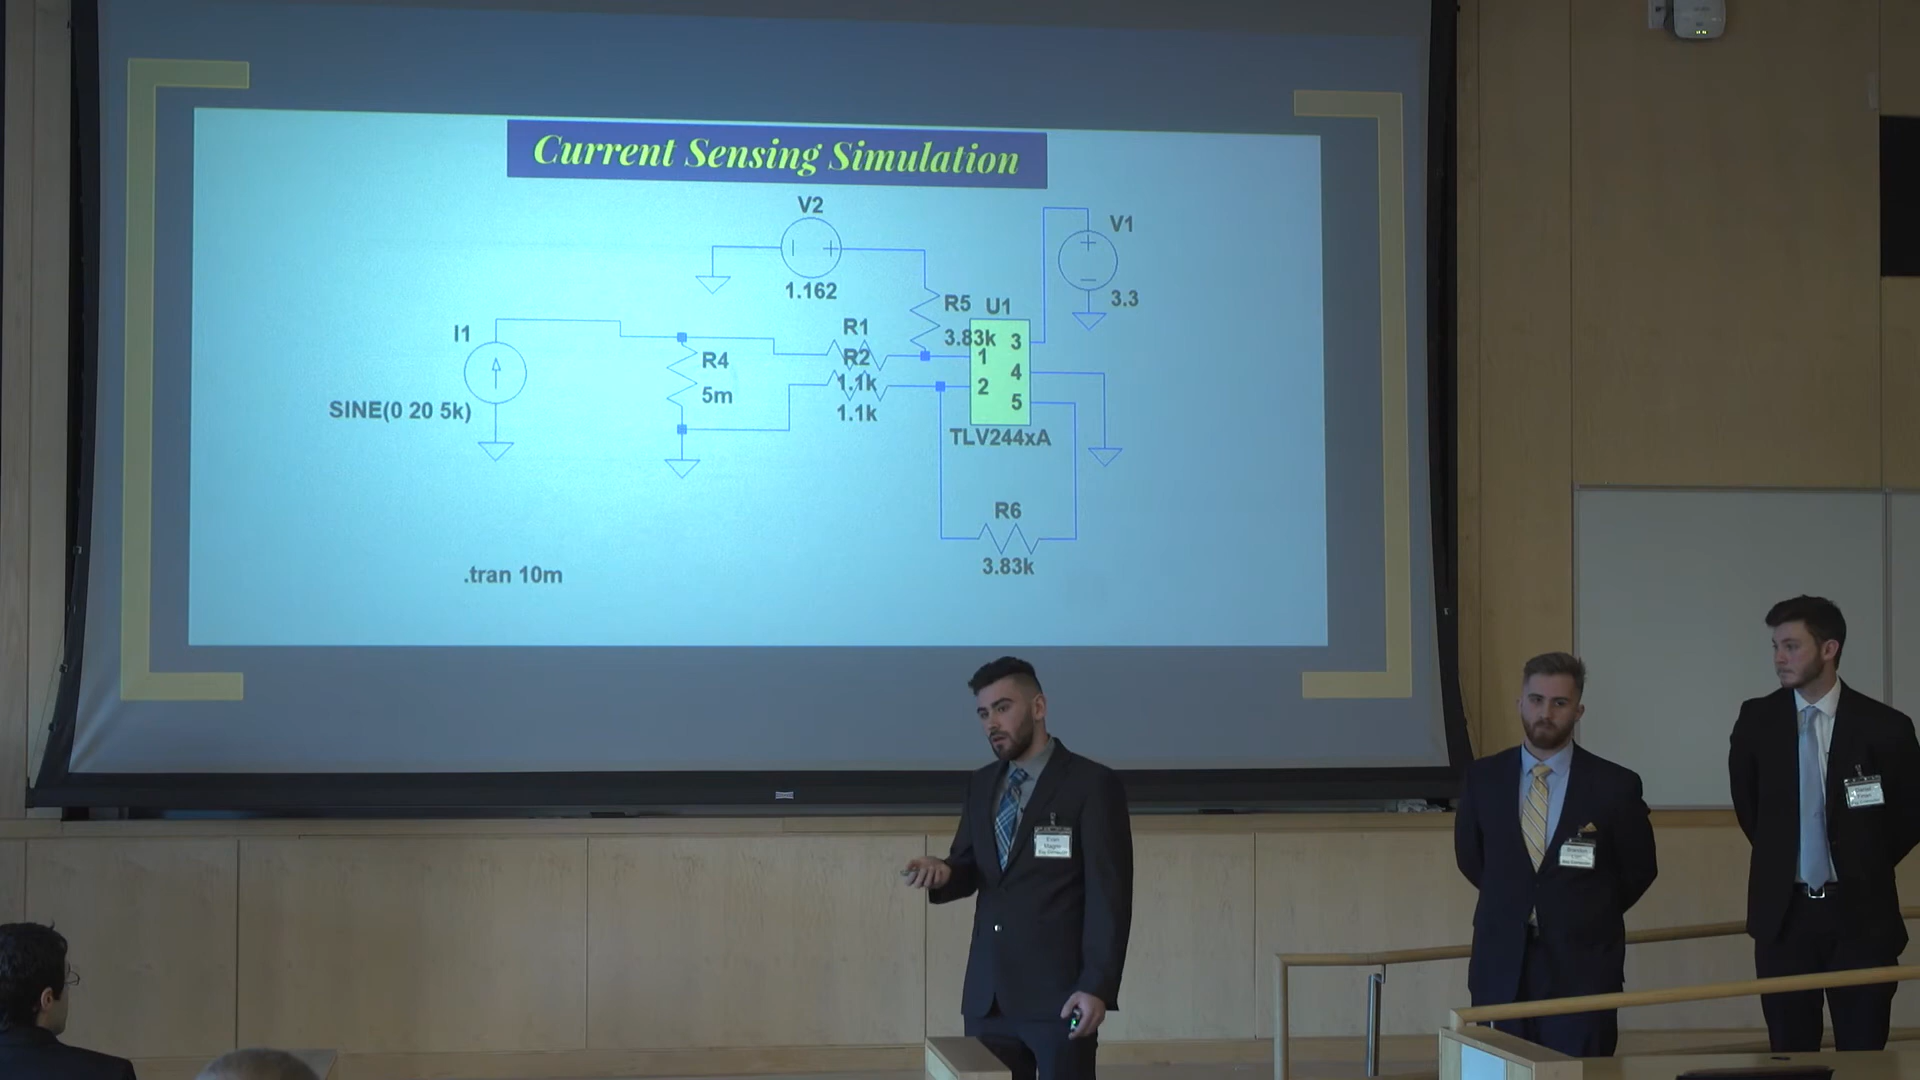 Current Sensing Simulation
V2
1.162
V1
3.3
I1
SINE(0 20 5k)
R4
5m
R1
R2
1.1k
1.1k
R5
3.83k
U1
1
2
3
4
5
TLV244xA
R6
3.83k
.tran 10m